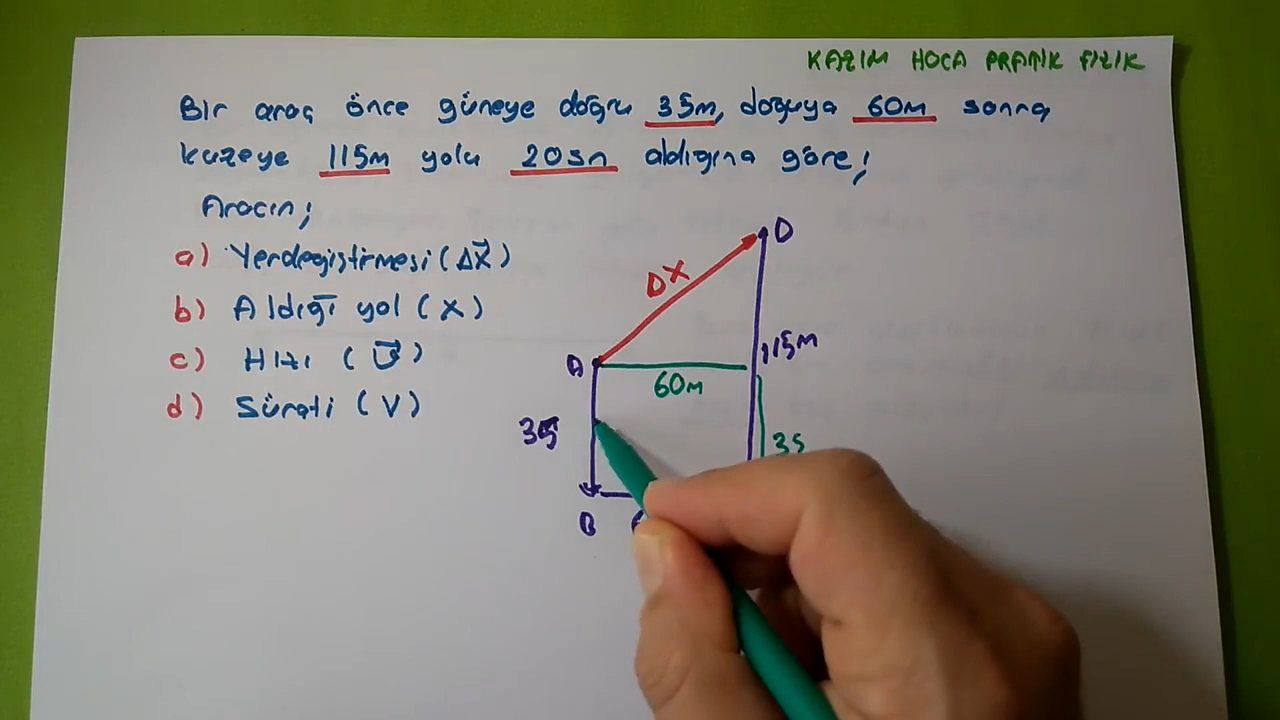 KAZIM HOCA PRATİK FİZİK
Bir araç önce güneye doğru 35m, doğuya 60m sonra
kuzeye 115m yolu 20sn aldığına göre;
Aracın;
a) Yerdeğiştirmesi (ΔX⃗)
b) Aldığı yol (X)
c) Hızı (V⃗)
d) Sürati (V)
D
ΔX
115m
A
60m
35
35
B